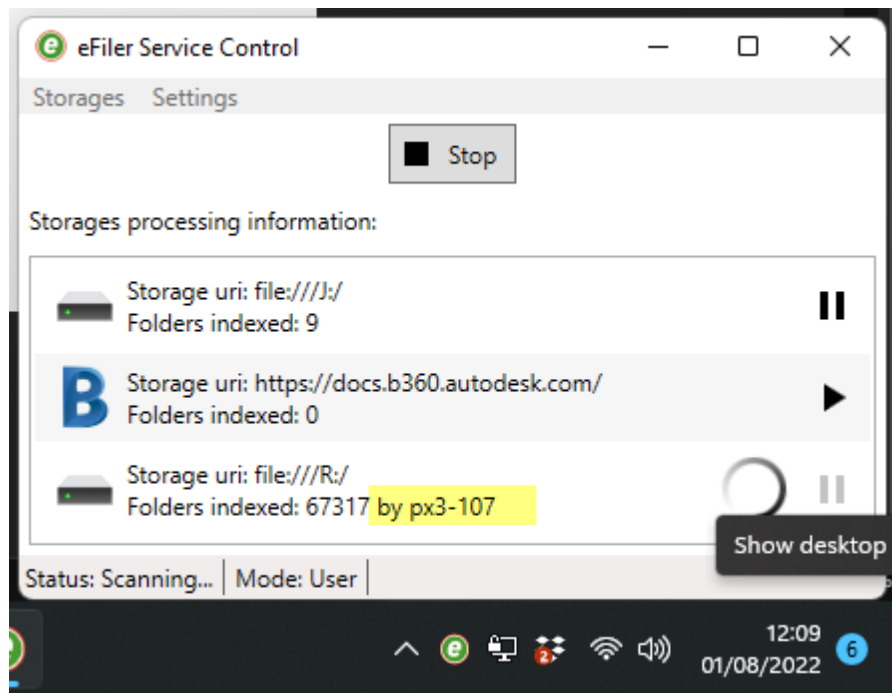 eFiler Service Control
Storages Settings
Stop
Storages processing information:
Storage uri: file:///J:/
Folders indexed: 9
Storage uri: https://docs.b360.autodesk.com/
Folders indexed: 0
Storage uri: file:///R:/
Folders indexed: 67317 by px3-107
Show desktop
Status: Scanning... Mode: User
12:09
01/08/2022
6
2